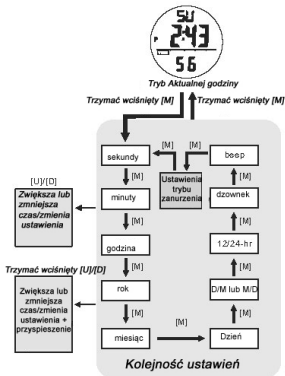 SU
P 2:43
56
Tryb Aktualnej godziny
Trzymać wciśnięty [M]
Trzymać wciśnięty [M]
[M]
[M]
sekundy
beep
Ustawienia
trybu
zanurzenia
[M]
[M]
[U]/[D]
Zwiększa lub
zmniejsza
czas/zmienia
ustawienia
minuty
dzownek
[M]
[M]
godzina
12/24-hr
[M]
[M]
Trzymać wciśnięty [U]/[D]
Zwiększa lub
zmniejsza
czas/zmienia
ustawienia +
przyspieszenie
rok
D/M lub M/D
[M]
[M]
[M]
miesiąc
Dzień
Kolejność ustawień